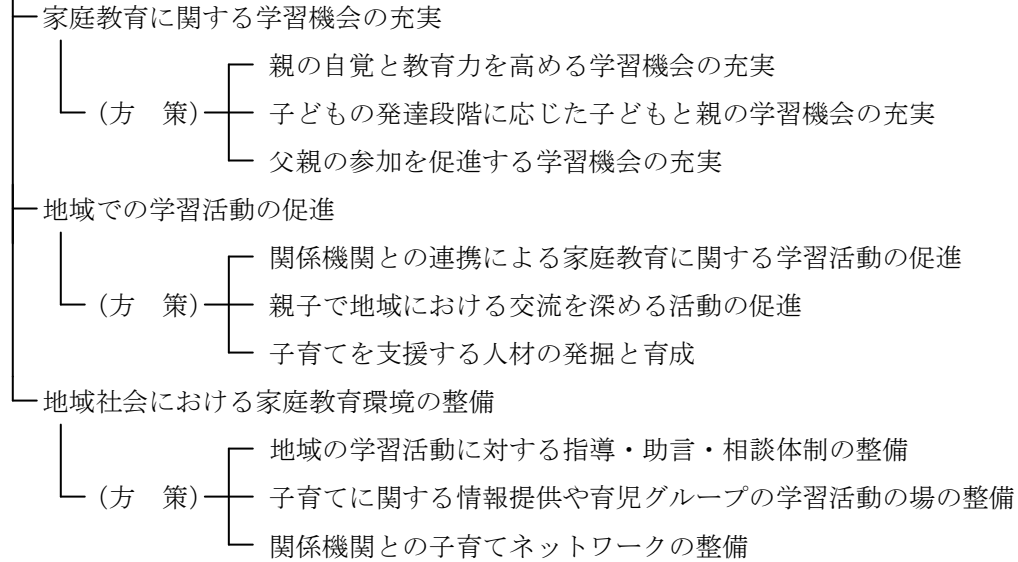 家庭教育に関する学習機会の充実
親の自覚と教育力を高める学習機会の充実
(方　策) 子どもの発達段階に応じた子どもと親の学習機会の充実
父親の参加を促進する学習機会の充実
地域での学習活動の促進
関係機関との連携による家庭教育に関する学習活動の促進
(方　策) 親子で地域における交流を深める活動の促進
子育てを支援する人材の発掘と育成
地域社会における家庭教育環境の整備
地域の学習活動に対する指導・助言・相談体制の整備
(方　策) 子育てに関する情報提供や育児グループの学習活動の場の整備
関係機関との子育てネットワークの整備